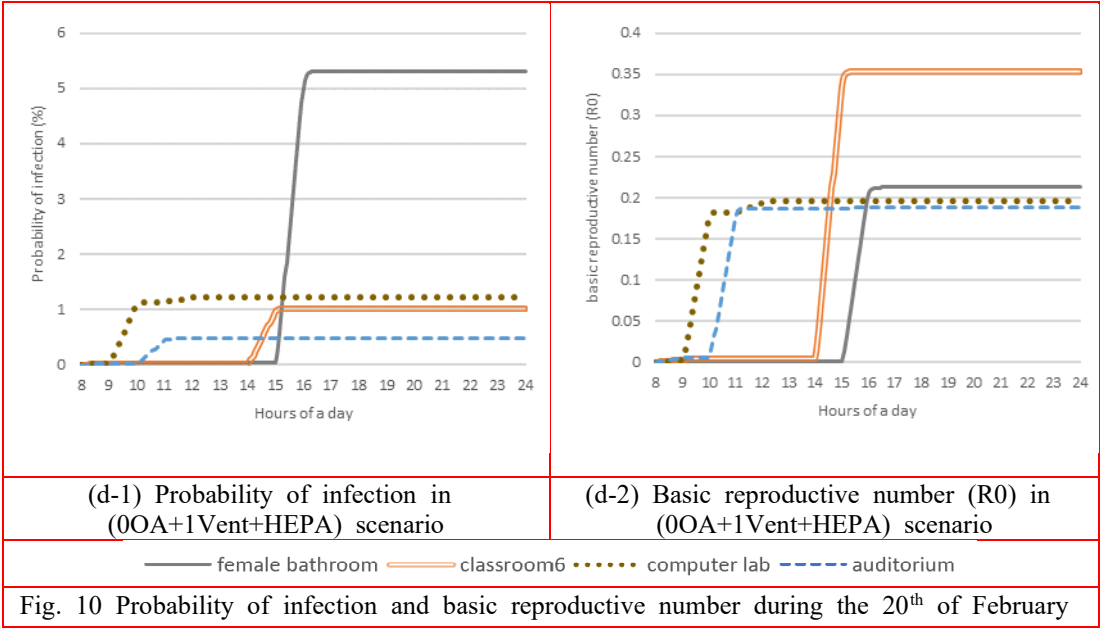 6
5
4
3
2
1
0
Probability of infection (%)
8 9 10 11 12 13 14 15 16 17 18 19 20 21 22 23 24
Hours of a day
0.4
0.35
0.3
0.25
0.2
0.15
0.1
0.05
0
basic reproductive number (R0)
8 9 10 11 12 13 14 15 16 17 18 19 20 21 22 23 24
Hours of a day
(d-1) Probability of infection in
(0OA+1Vent+HEPA) scenario
(d-2) Basic reproductive number (R0) in
(0OA+1Vent+HEPA) scenario
female bathroom classroom6 computer lab auditorium
Fig. 10 Probability of infection and basic reproductive number during the 20th of February